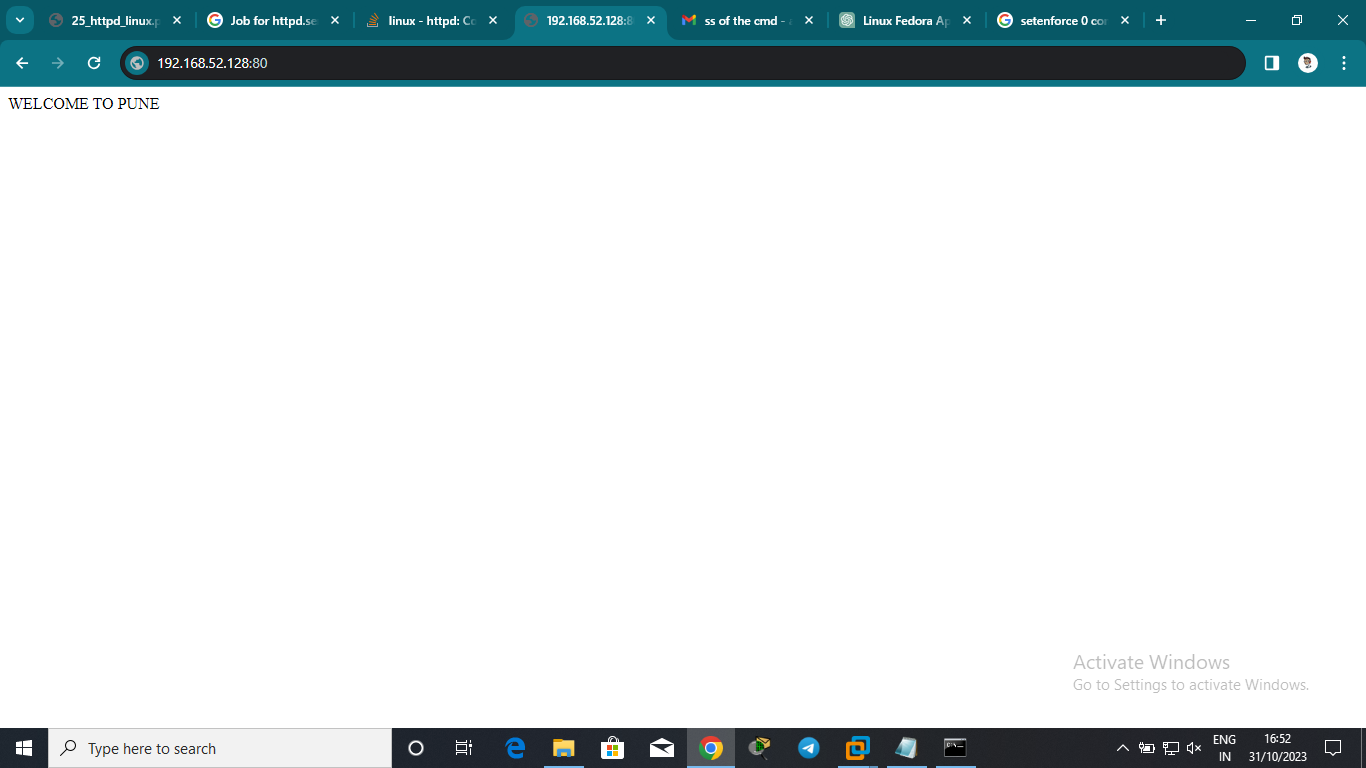 25_httpd_linux.p
Job for httpd.se
linux - httpd: Co
192.168.52.128:8
ss of the cmd - a
Linux Fedora Ap
setenforce 0 cor
192.168.52.128:80
WELCOME TO PUNE
Activate Windows
Go to Settings to activate Windows.
Type here to search
ENG
IN
16:52
31/10/2023